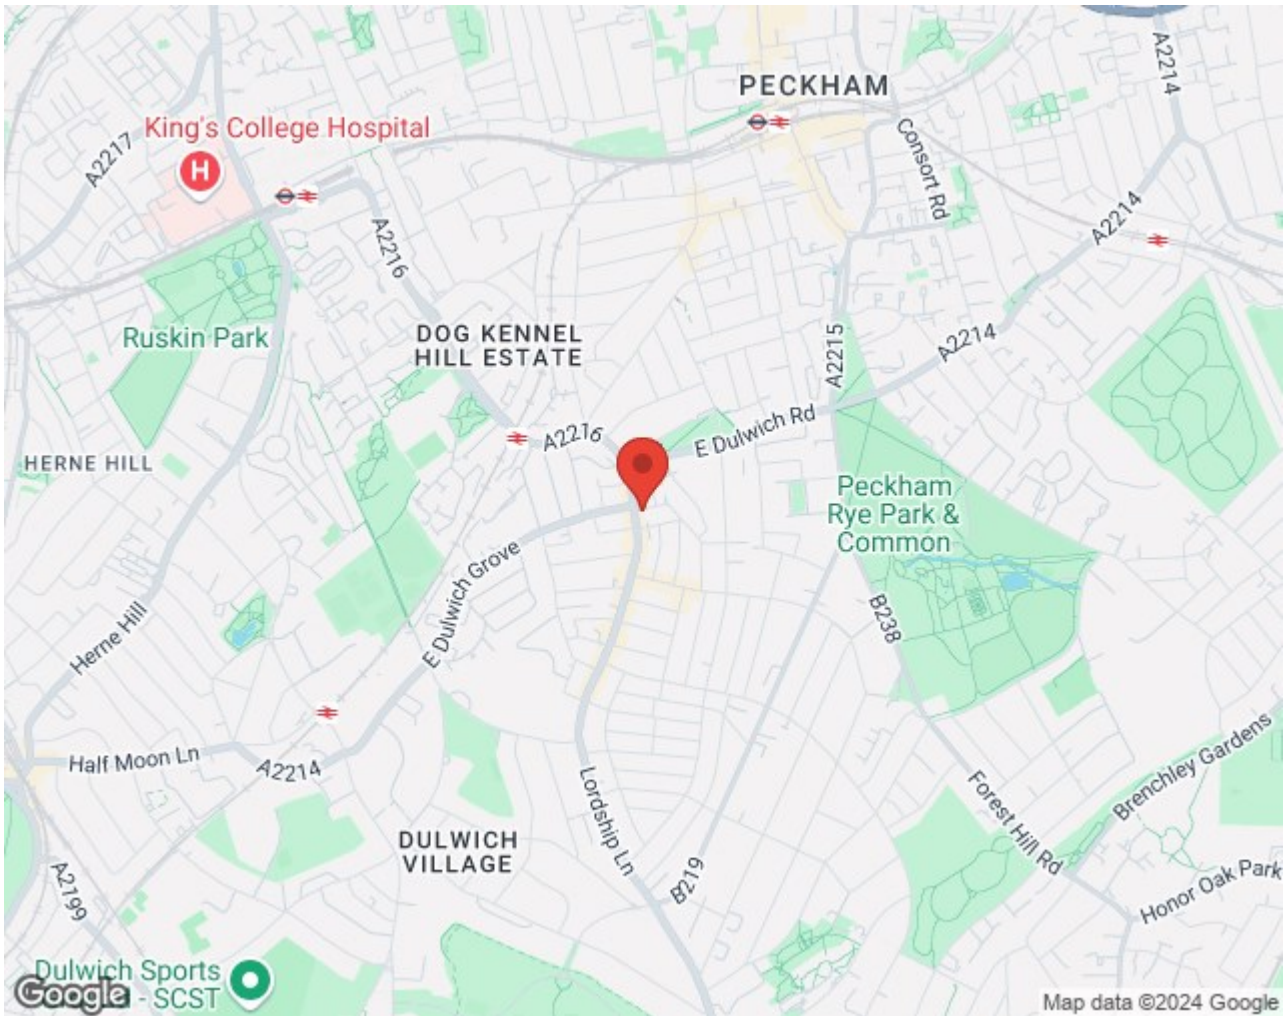 A2214
PECKHAM
King's College Hospital
H
A2217
Consort Rd
A2214
A2216
Ruskin Park
DOG KENNEL
HILL ESTATE
A2215
A2214
E Dulwich Rd
A2216
HERNE HILL
Peckham
Rye Park &
Common
E Dulwich Grove
B238
Herne Hill
Half Moon Ln
A2214
Lordship Ln
Forest Hill Rd
Brenchley Gardens
DULWICH
VILLAGE
B219
A2199
Honor Oak Park
Dulwich Sports
- SCST
Google
Map data ©2024 Google